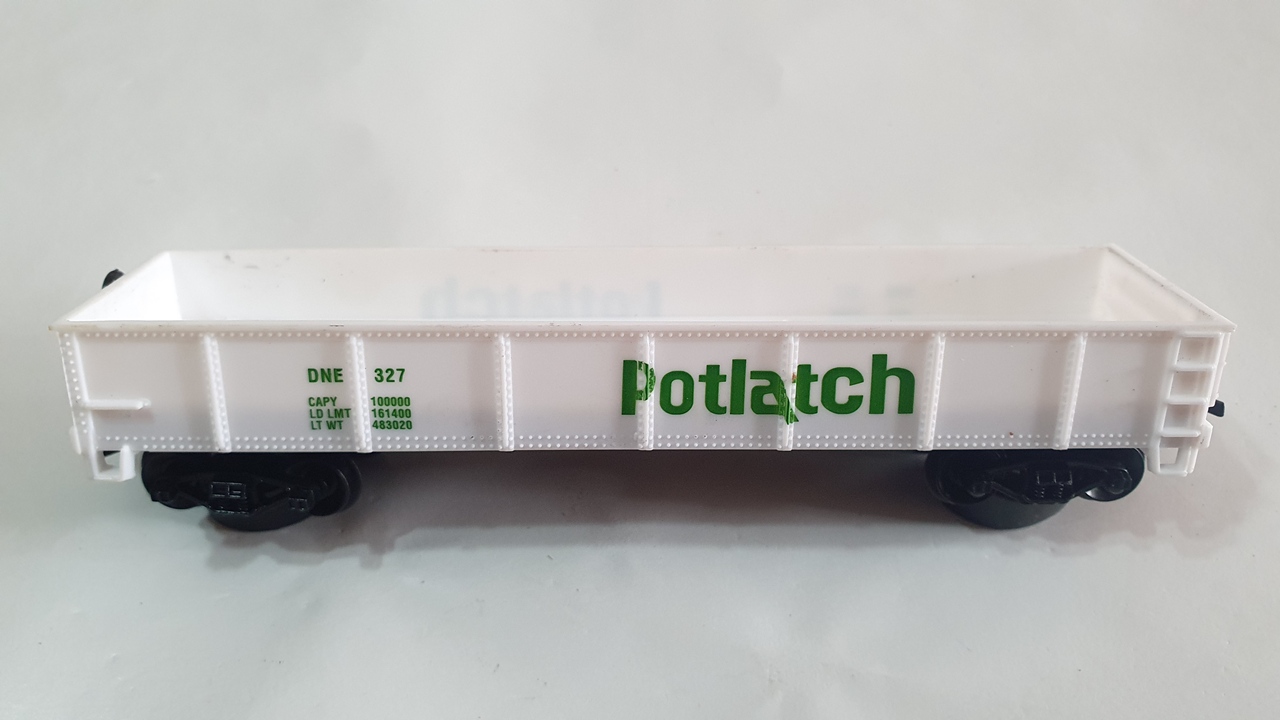 DNE 327
CAPY 100000
LD LMT 161400
LT WT 483020
Potlatch